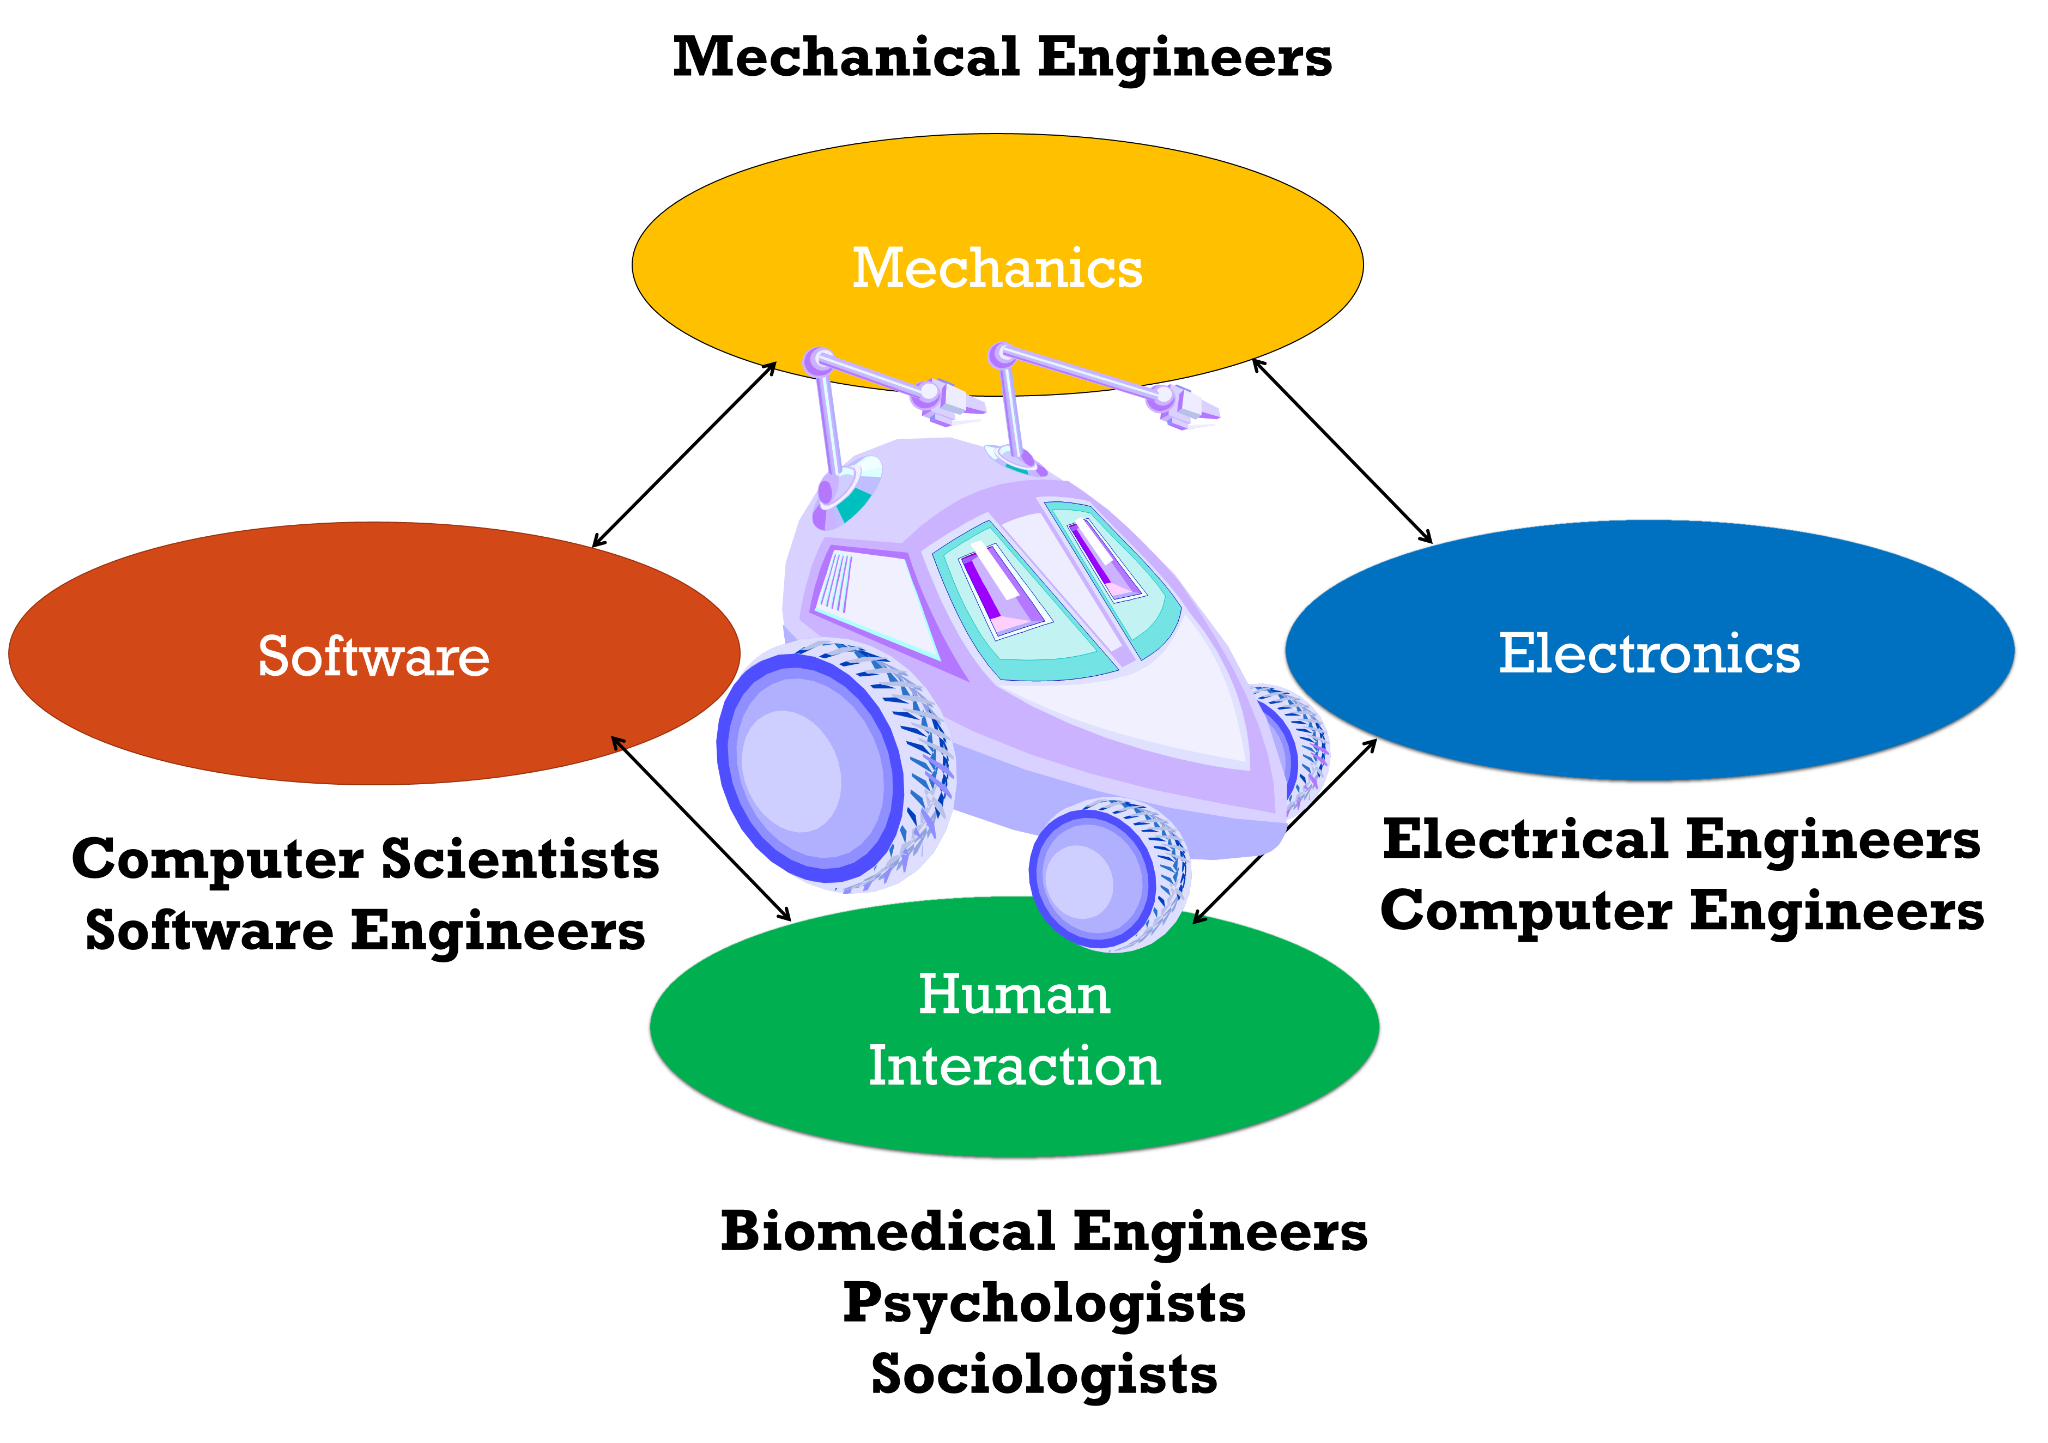 Mechanical Engineers
Mechanics
Software
Electronics
Computer Scientists
Software Engineers
Electrical Engineers
Computer Engineers
Human
Interaction
Biomedical Engineers
Psychologists
Sociologists